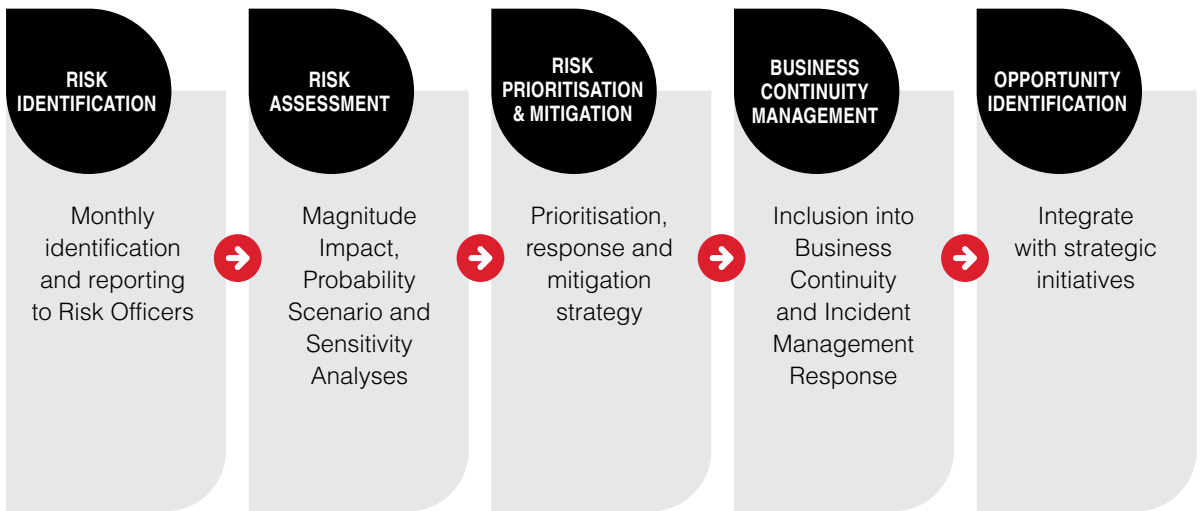 RISK
IDENTIFICATION
Monthly
identification
and reporting
to Risk Officers
RISK
ASSESSMENT
Magnitude
Impact,
Probability
Scenario and
Sensitivity
Analyses
RISK
PRIORITISATION
& MITIGATION
Prioritisation,
response and
mitigation
strategy
BUSINESS
CONTINUITY
MANAGEMENT
Inclusion into
Business
Continuity
and Incident
Management
Response
OPPORTUNITY
IDENTIFICATION
Integrate
with strategic
initiatives